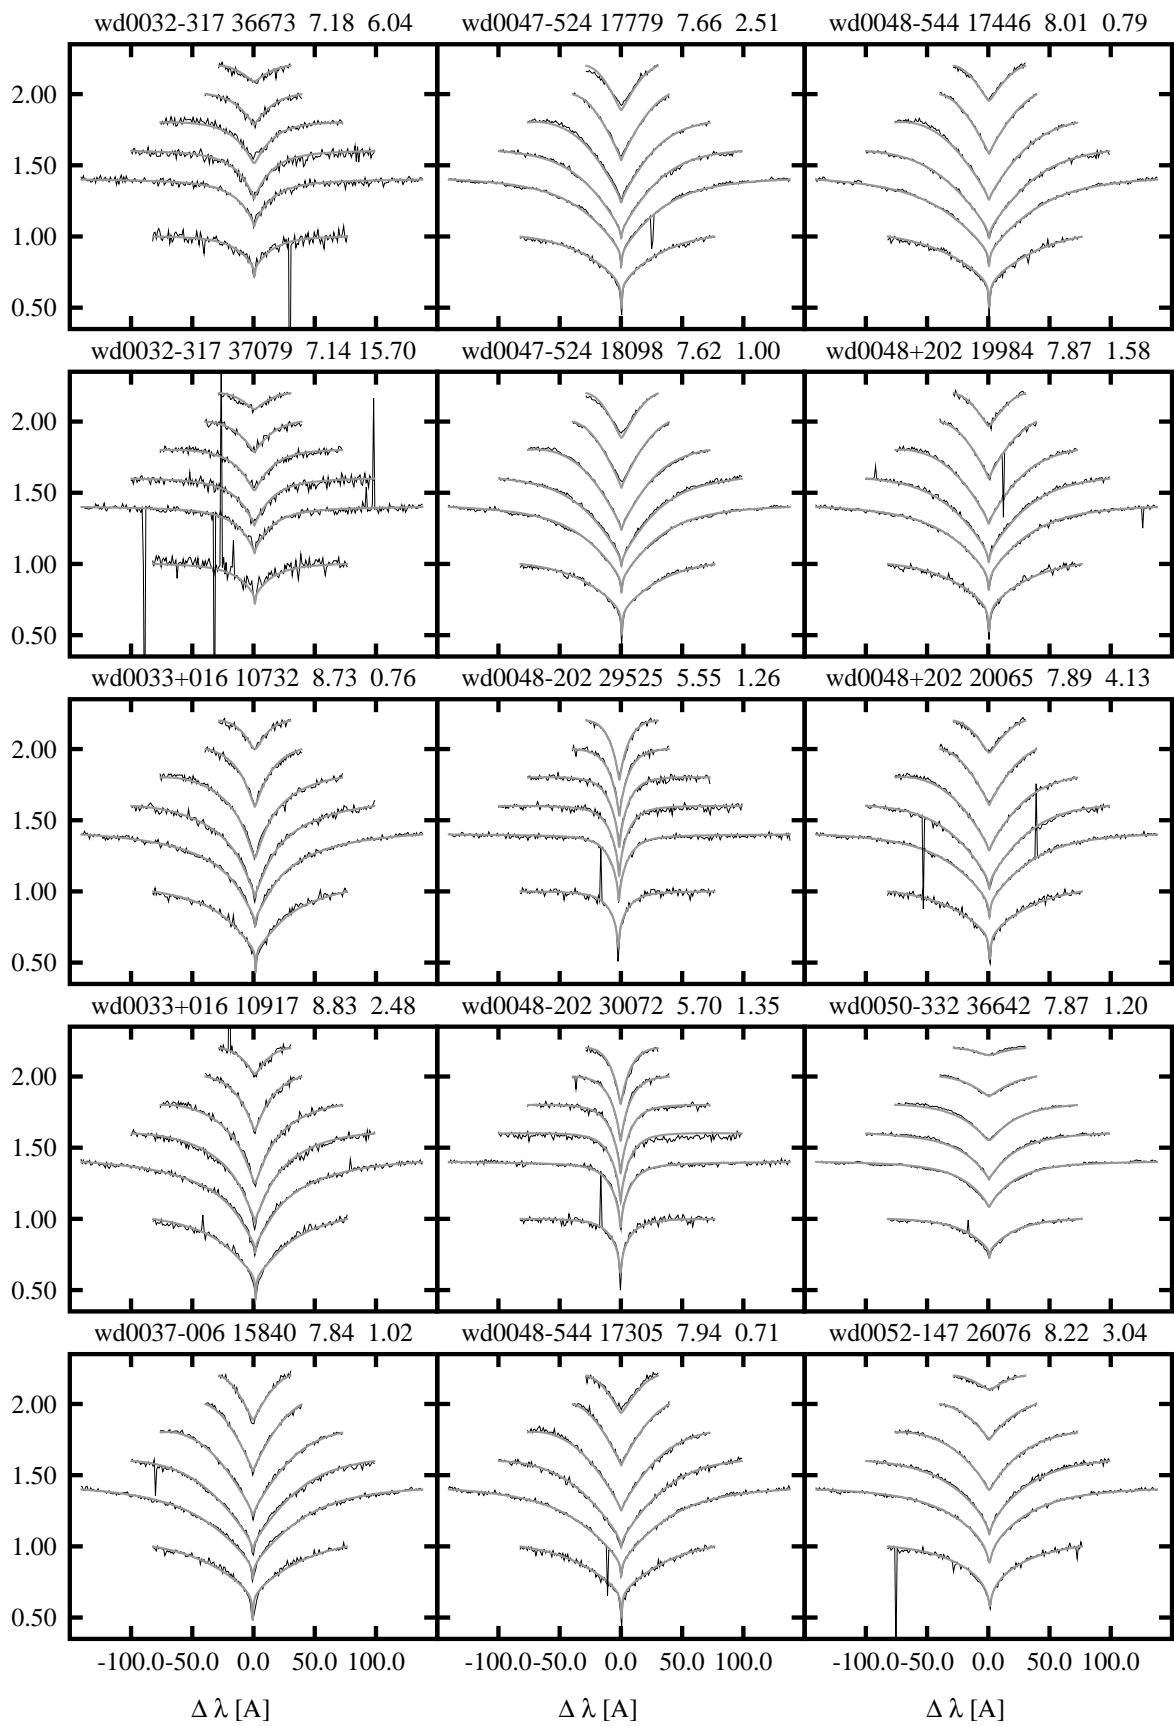 wd0032-317 36673 7.18 6.04
wd0047-524 17779 7.66 2.51
wd0048-544 17446 8.01 0.79
2.00
1.50
1.00
0.50
wd0032-317 37079 7.14 15.70
wd0047-524 18098 7.62 1.00
wd0048+202 19984 7.87 1.58
2.00
1.50
1.00
0.50
wd0033+016 10732 8.73 0.76
wd0048-202 29525 5.55 1.26
wd0048+202 20065 7.89 4.13
2.00
1.50
1.00
0.50
wd0033+016 10917 8.83 2.48
wd0048-202 30072 5.70 1.35
wd0050-332 36642 7.87 1.20
2.00
1.50
1.00
0.50
wd0037-006 15840 7.84 1.02
wd0048-544 17305 7.94 0.71
wd0052-147 26076 8.22 3.04
2.00
1.50
1.00
0.50
-100.0 -50.0 0.0 50.0 100.0
-100.0 -50.0 0.0 50.0 100.0
-100.0 -50.0 0.0 50.0 100.0
Δ λ [A]
Δ λ [A]
Δ λ [A]